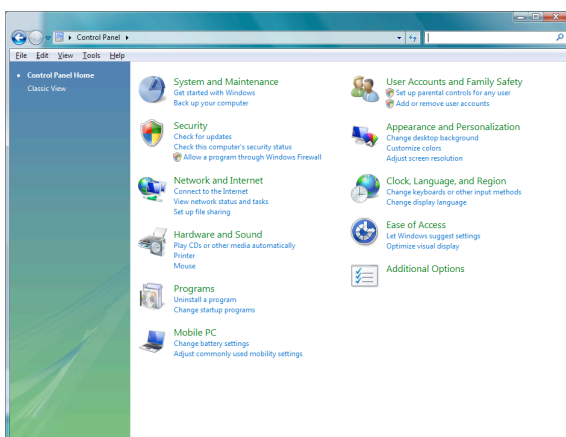 Control Panel
File Edit View Tools Help
Control Panel Home
Classic View
System and Maintenance
Get started with Windows
Back up your computer
Security
Check for updates
Check this computer's security status
Allow a program through Windows Firewall
Network and Internet
Connect to the Internet
View network status and tasks
Set up file sharing
Hardware and Sound
Play CDs or other media automatically
Printer
Mouse
Programs
Uninstall a program
Change startup programs
Mobile PC
Change battery settings
Adjust commonly used mobility settings
User Accounts and Family Safety
Set up parental controls for any user
Add or remove user accounts
Appearance and Personalization
Change desktop background
Customize colors
Adjust screen resolution
Clock, Language, and Region
Change keyboards or other input methods
Change display language
Ease of Access
Let Windows suggest settings
Optimize visual display
Additional Options